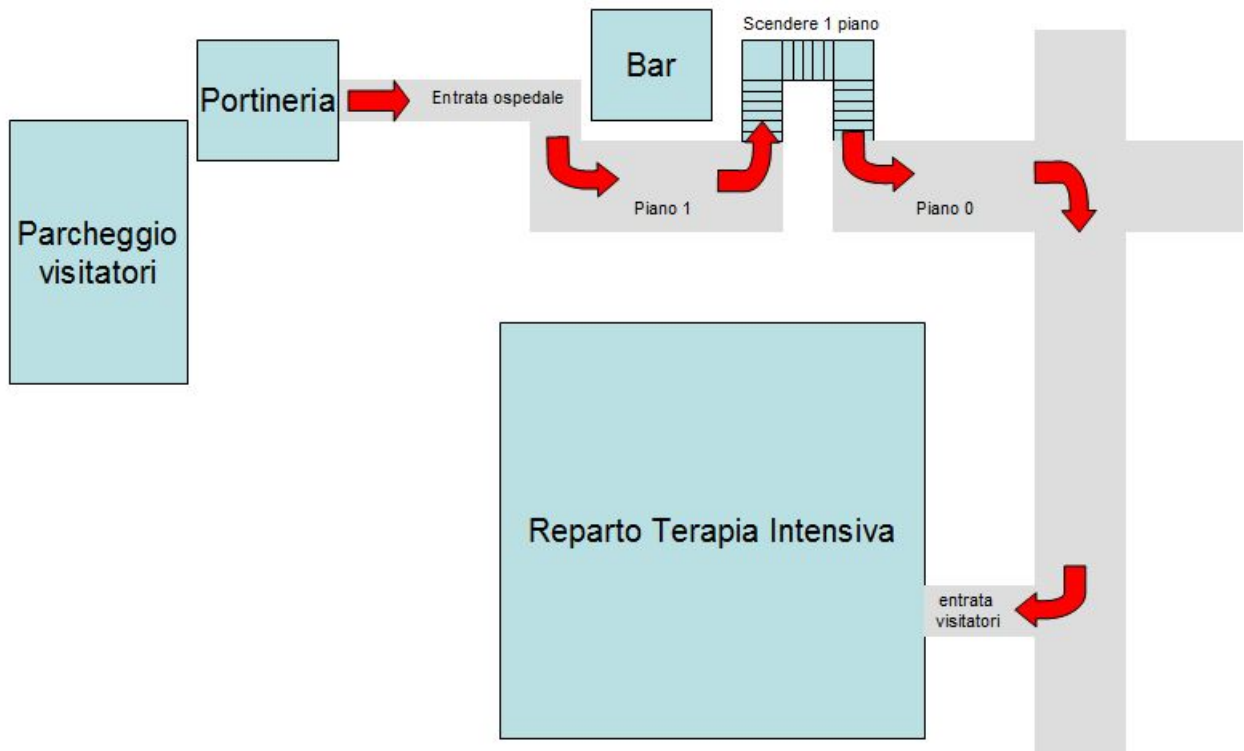 Scendere 1 piano
Bar
Portineria
Entrata ospedale
Parcheggio
visitatori
Piano 1
Piano 0
Reparto Terapia Intensiva
entrata
visitatori